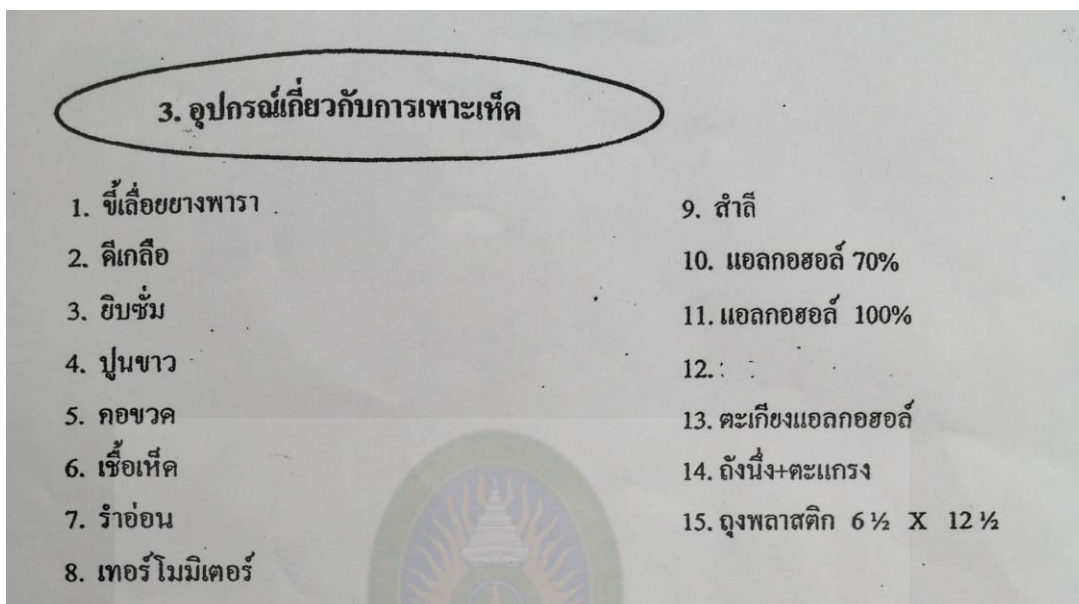 3. อุปกรณ์เกี่ยวกับการเพาะเห็ด
1. ขี้เลื่อยยางพารา
2. ดีเกลือ
3. ยิบซั่ม
4. ปูนขาว
5. คอขวด
6. เชื้อเห็ด
7. รำอ่อน
8. เทอร์โมมิเตอร์
9. สำลี
10. แอลกอฮอล์ 70%
11. แอลกอฮอล์ 100%
12.
13. ตะเกียงแอลกอฮอล์
14. ถังนึ่ง+ตะแกรง
15. ถุงพลาสติก 6 ½ X 12 ½